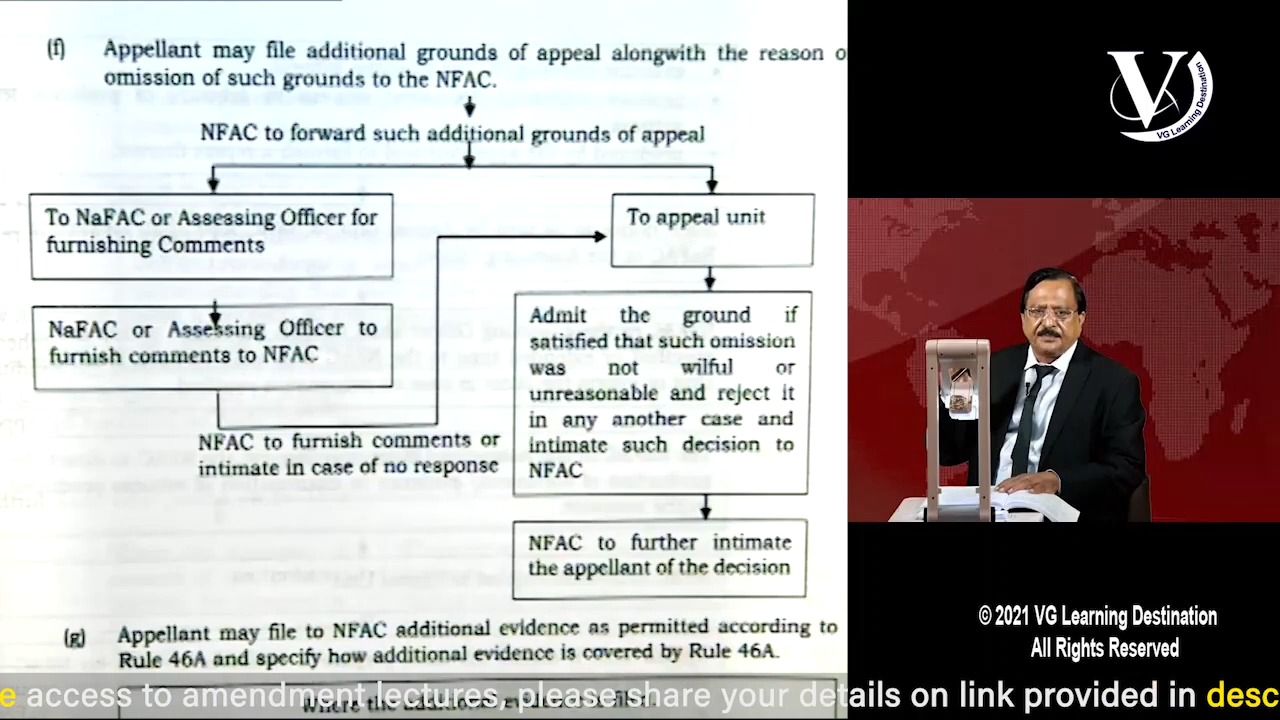 (f) Appellant may file additional grounds of appeal alongwith the reason o
omission of such grounds to the NFAC.
NFAC to forward such additional grounds of appeal
To NaFAC or Assessing Officer for
furnishing Comments
To appeal unit
NaFAC or Assessing Officer to
furnish comments to NFAC
NFAC to furnish comments or
intimate in case of no response
Admit the ground if
satisfied that such omission
was not wilful or
unreasonable and reject it
in any another case and
intimate such decision to
NFAC
NFAC to further intimate
the appellant of the decision
(g) Appellant may file to NFAC additional evidence as permitted according to
Rule 46A and specify how additional evidence is covered by Rule 46A.
Where the additional evidence is filed.
e access to amendment lectures, please share your details on link provided in desc
V
VG Learning Destination
© 2021 VG Learning Destination
All Rights Reserved